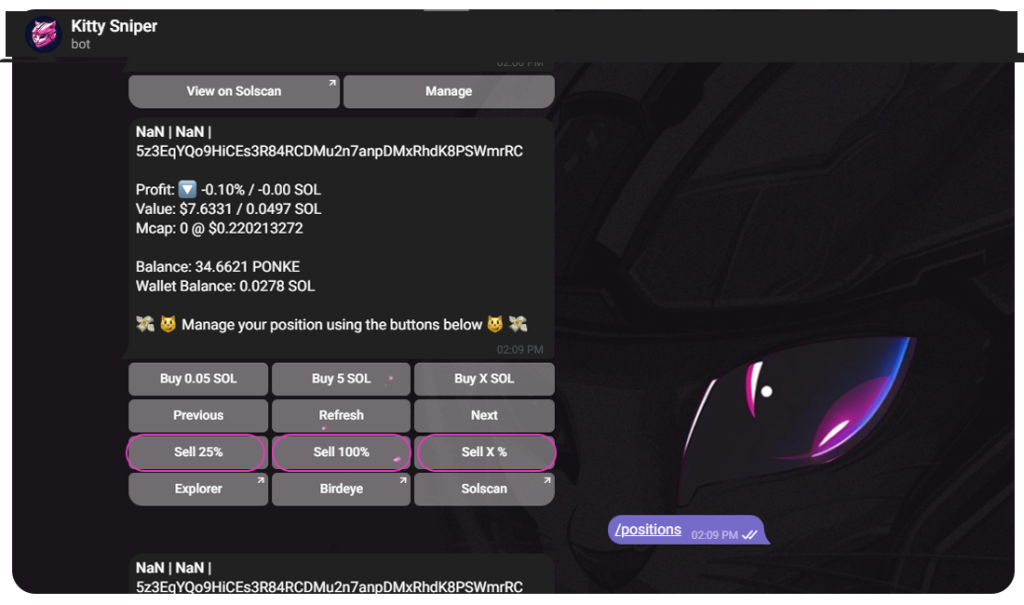 Kitty Sniper
bot
02:00 PM
View on Solscan
Manage
NaN | NaN |
5z3EqYQo9HiCEs3R84RCDMu2n7anpDMxRhdK8PSWmrRC
Profit: 🔽 -0.10% / -0.00 SOL
Value: $7.6331 / 0.0497 SOL
Mcap: 0 @ $0.220213272
Balance: 34.6621 PONKE
Wallet Balance: 0.0278 SOL
💸 😼 Manage your position using the buttons below 😼 💸
02:09 PM
Buy 0.05 SOL
Buy 5 SOL
Buy X SOL
Previous
Refresh
Next
Sell 25%
Sell 100%
Sell X %
Explorer
Birdeye
Solscan
/positions 02:09 PM
NaN | NaN |
5z3EqYQo9HiCEs3R84RCDMu2n7anpDMxRhdK8PSWmrRC